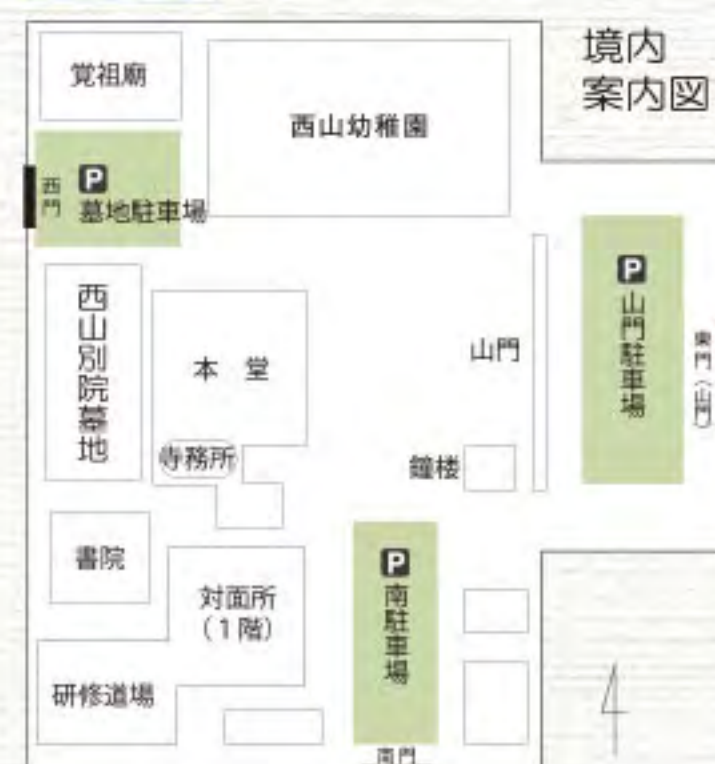 境内
案内図
覚祖廟
西山幼稚園
西門
P
墓地駐車場
P
山門駐車場
東門(山門)
西山別院墓地
本 堂
山門
寺務所
鐘楼
書院
対面所
(1階)
P
南駐車場
研修道場
南門